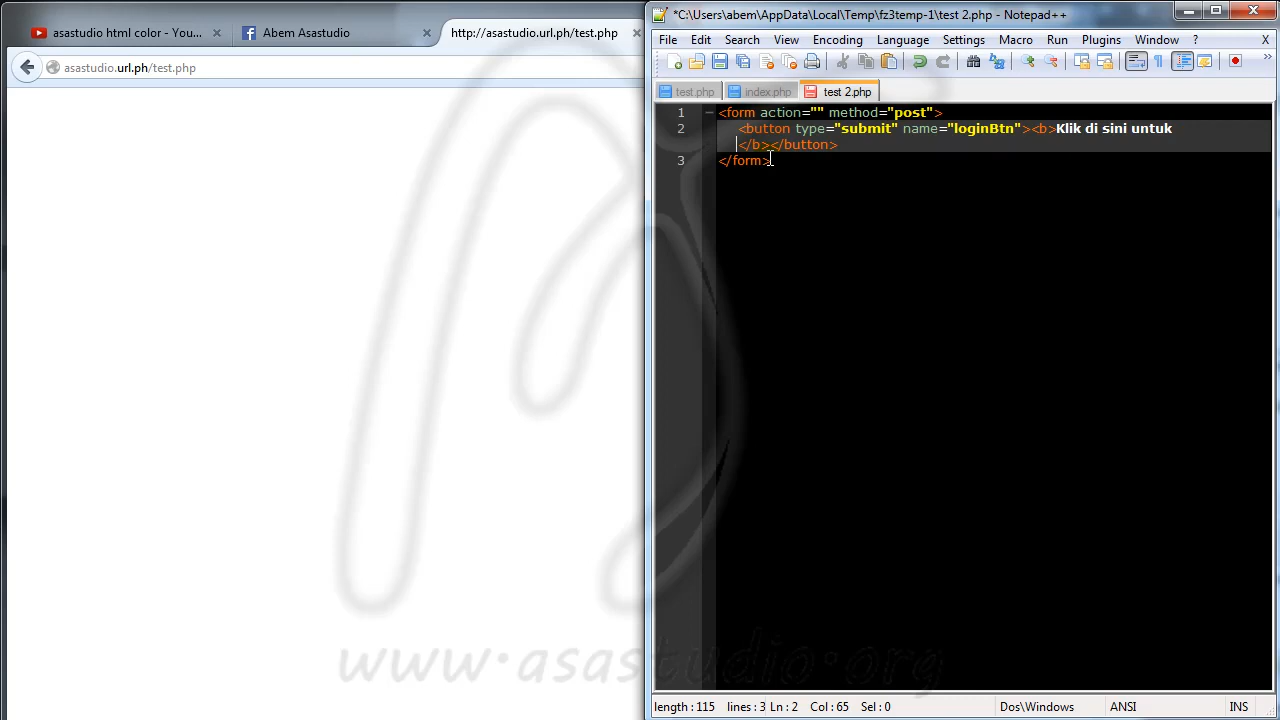 asastudio html color - You...
Abem Asastudio
http://asastudio.url.ph/test.php
asastudio.url.ph/test.php
*C:\Users\abem\AppData\Local\Temp\fz3temp-1\test 2.php - Notepad++
File Edit Search View Encoding Language Settings Macro Run Plugins Window ? X
test.php index.php test 2.php
1 <form action="" method="post">
2 <button type="submit" name="loginBtn"><b>Klik di sini untuk
</b></button>
3 </form>
www.asastudio.org
length : 115 lines : 3 Ln : 2 Col : 65 Sel : 0 Dos\Windows ANSI INS